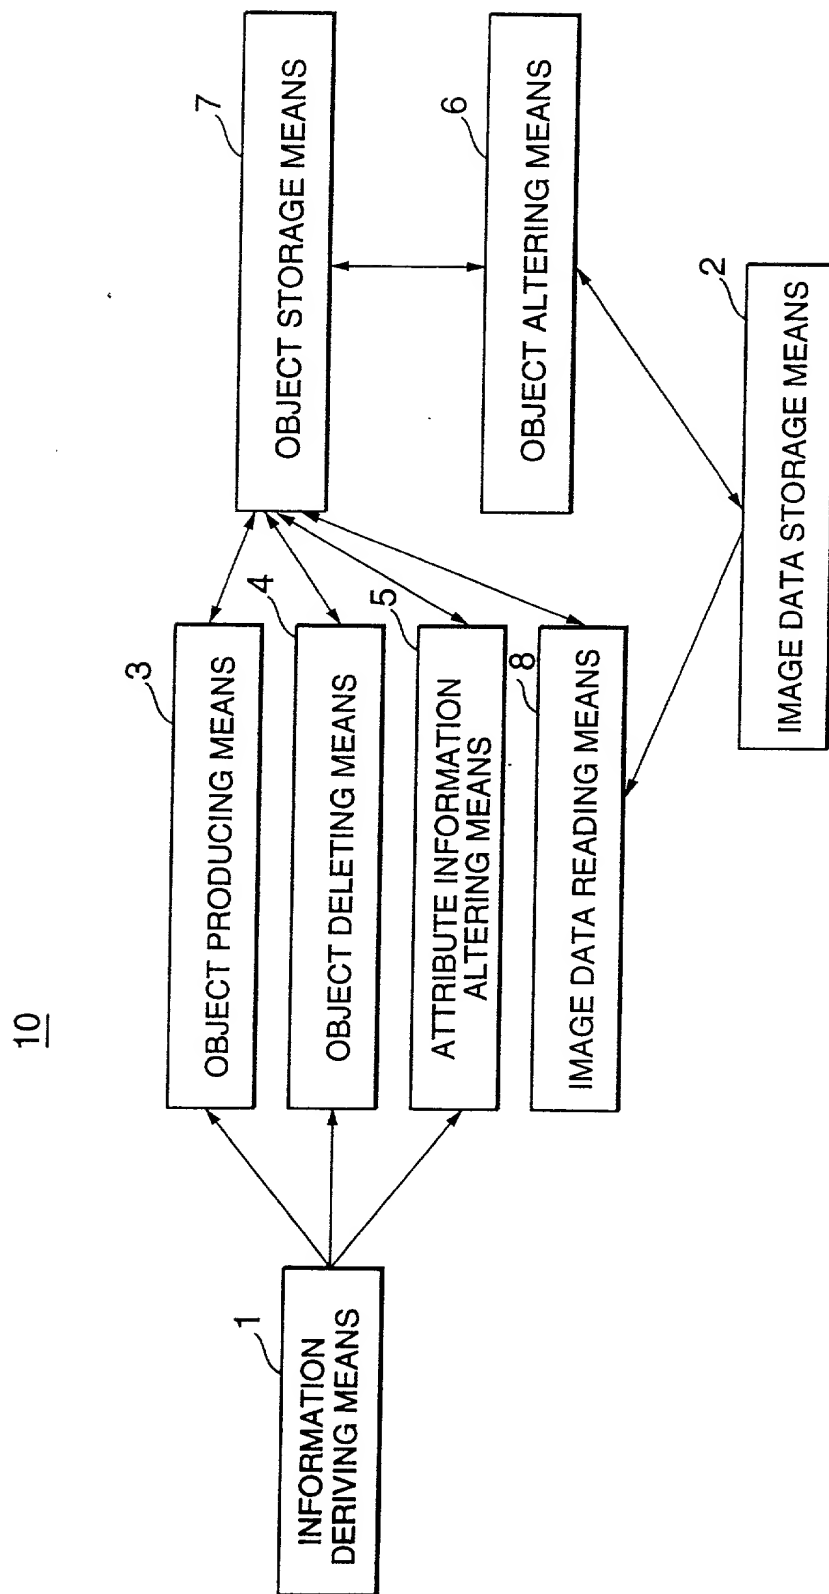 10
1
INFORMATION
DERIVING MEANS
3
OBJECT PRODUCING MEANS
4
OBJECT DELETING MEANS
5
ATTRIBUTE INFORMATION
ALTERING MEANS
8
IMAGE DATA READING MEANS
7
OBJECT STORAGE MEANS
6
OBJECT ALTERING MEANS
2
IMAGE DATA STORAGE MEANS